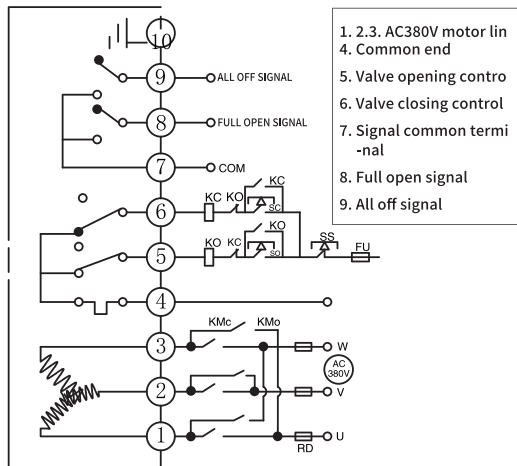 10
9
ALL OFF SIGNAL
8
FULL OPEN SIGNAL
7
COM
6
KC KO KC SC
5
KO KC KO SO SS FU
4
3
KMc KMo W
AC
380V
2
V
1
RD U
1. 2.3. AC380V motor lin
4. Common end
5. Valve opening contro
6. Valve closing control
7. Signal common termi
-nal
8. Full open signal
9. All off signal